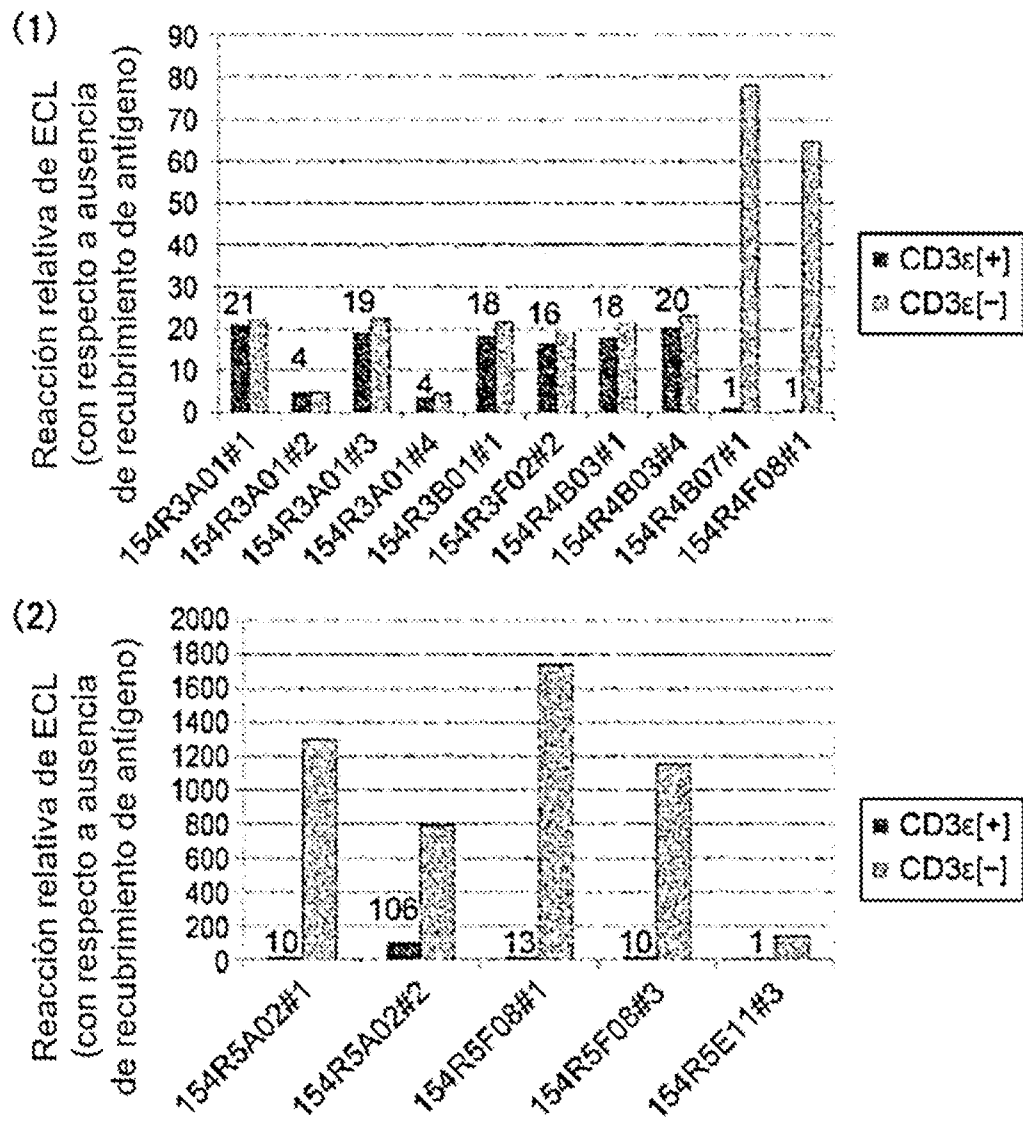 (1)
Reacción relativa de ECL
(con respecto a ausencia
de recubrimiento de antígeno)
90
80
70
60
50
40
30
20
10
0
21
4
19
4
18
16
18
20
1
1
154R3A01#1
154R3A01#2
154R3A01#3
154R3A01#4
154R3B01#1
154R3F02#2
154R4B03#1
154R4B03#4
154R4B07#1
154R4F08#1
CD3ε[+]
CD3ε[−]
(2)
Reacción relativa de ECL
(con respecto a ausencia
de recubrimiento de antígeno)
2000
1800
1600
1400
1200
1000
800
600
400
200
0
10
106
13
10
1
154R5A02#1
154R5A02#2
154R5F08#1
154R5F08#3
154R5E11#3
CD3ε[+]
CD3ε[−]